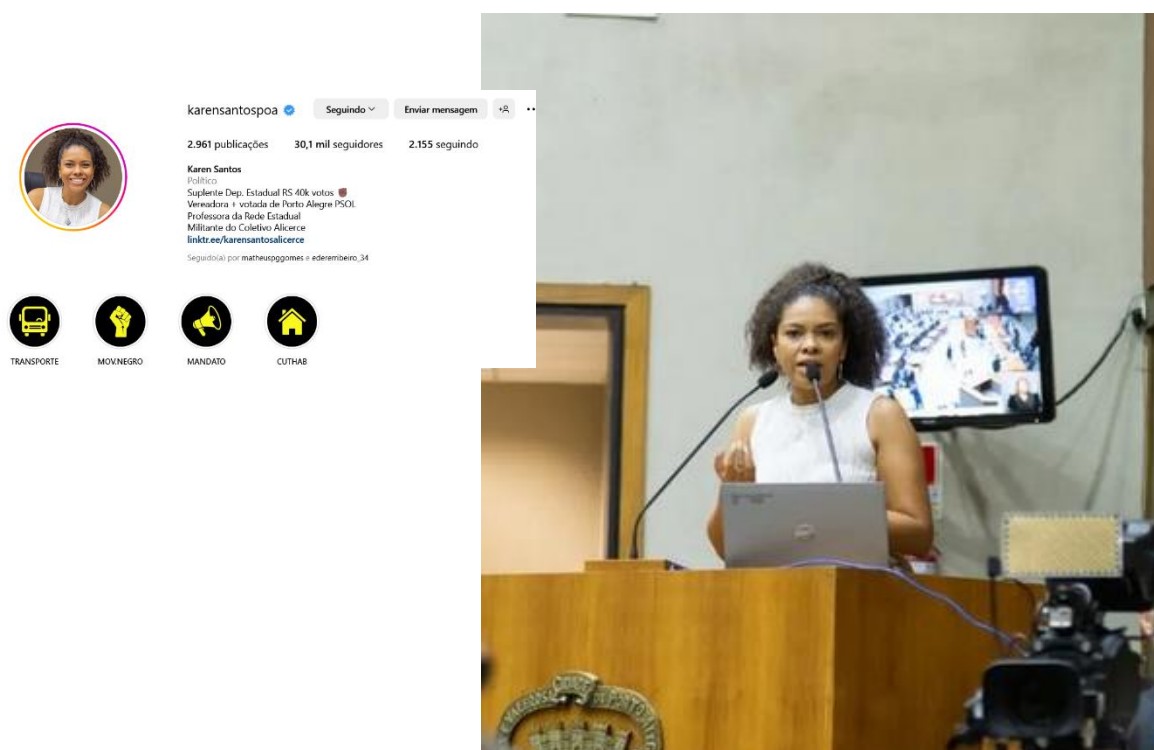 karensantospoa
Seguindo
Enviar mensagem
2.961 publicações 30,1 mil seguidores 2.155 seguindo
Karen Santos
Político
Suplente Dep. Estadual RS 40k votos
Vereadora + votada de Porto Alegre PSOL
Professora da Rede Estadual
Militante do Coletivo Alicerce
linktr.ee/karensantosalicerce
Seguido(a) por matheuspggomes e ederembeiro_34
TRANSPORTE MOV.NEGRO MANDATO CUTHAB